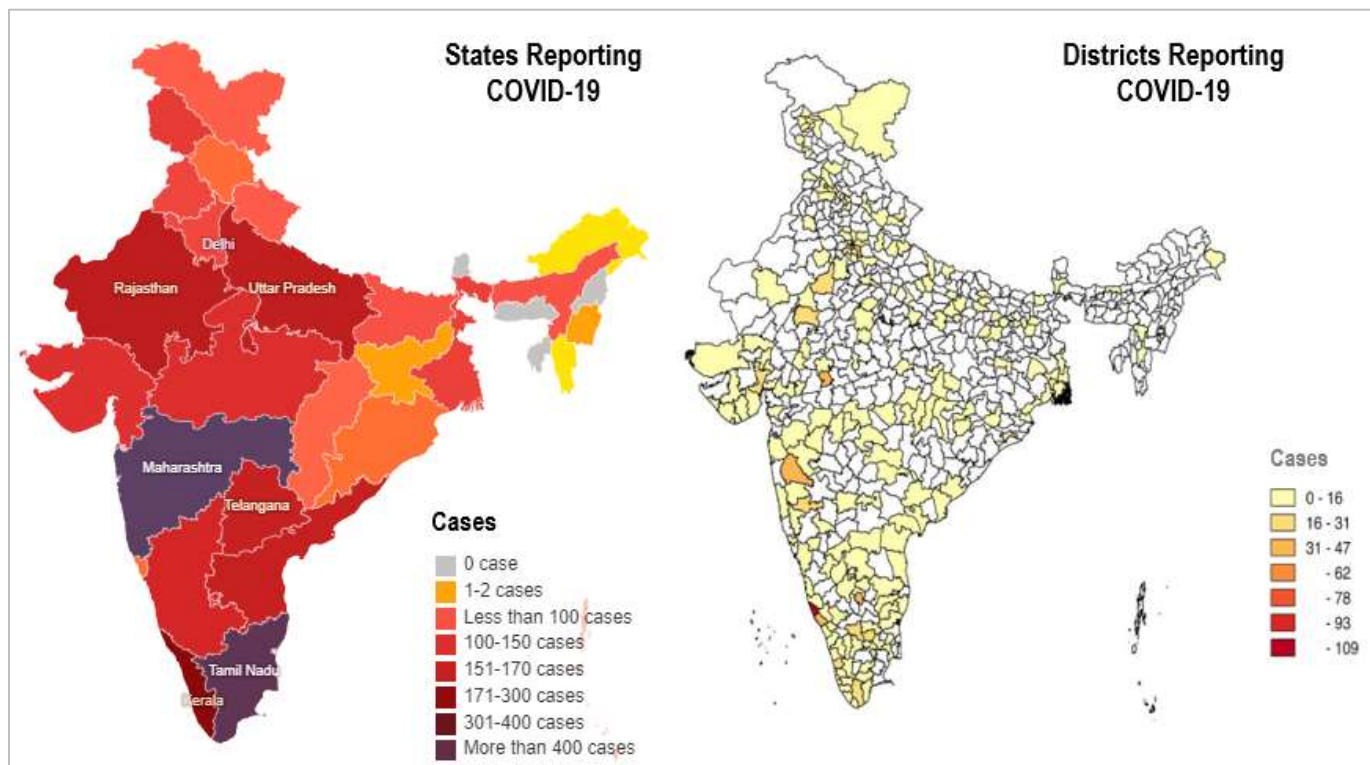 States Reporting
COVID-19
Delhi
Rajasthan
Uttar Pradesh
Maharashtra
Telangana
Tamil Nadu
Kerala
Cases
0 case
1-2 cases
Less than 100 cases
100-150 cases
151-170 cases
171-300 cases
301-400 cases
More than 400 cases
Districts Reporting
COVID-19
Cases
0 - 16
16 - 31
31 - 47
- 62
- 78
- 93
- 109